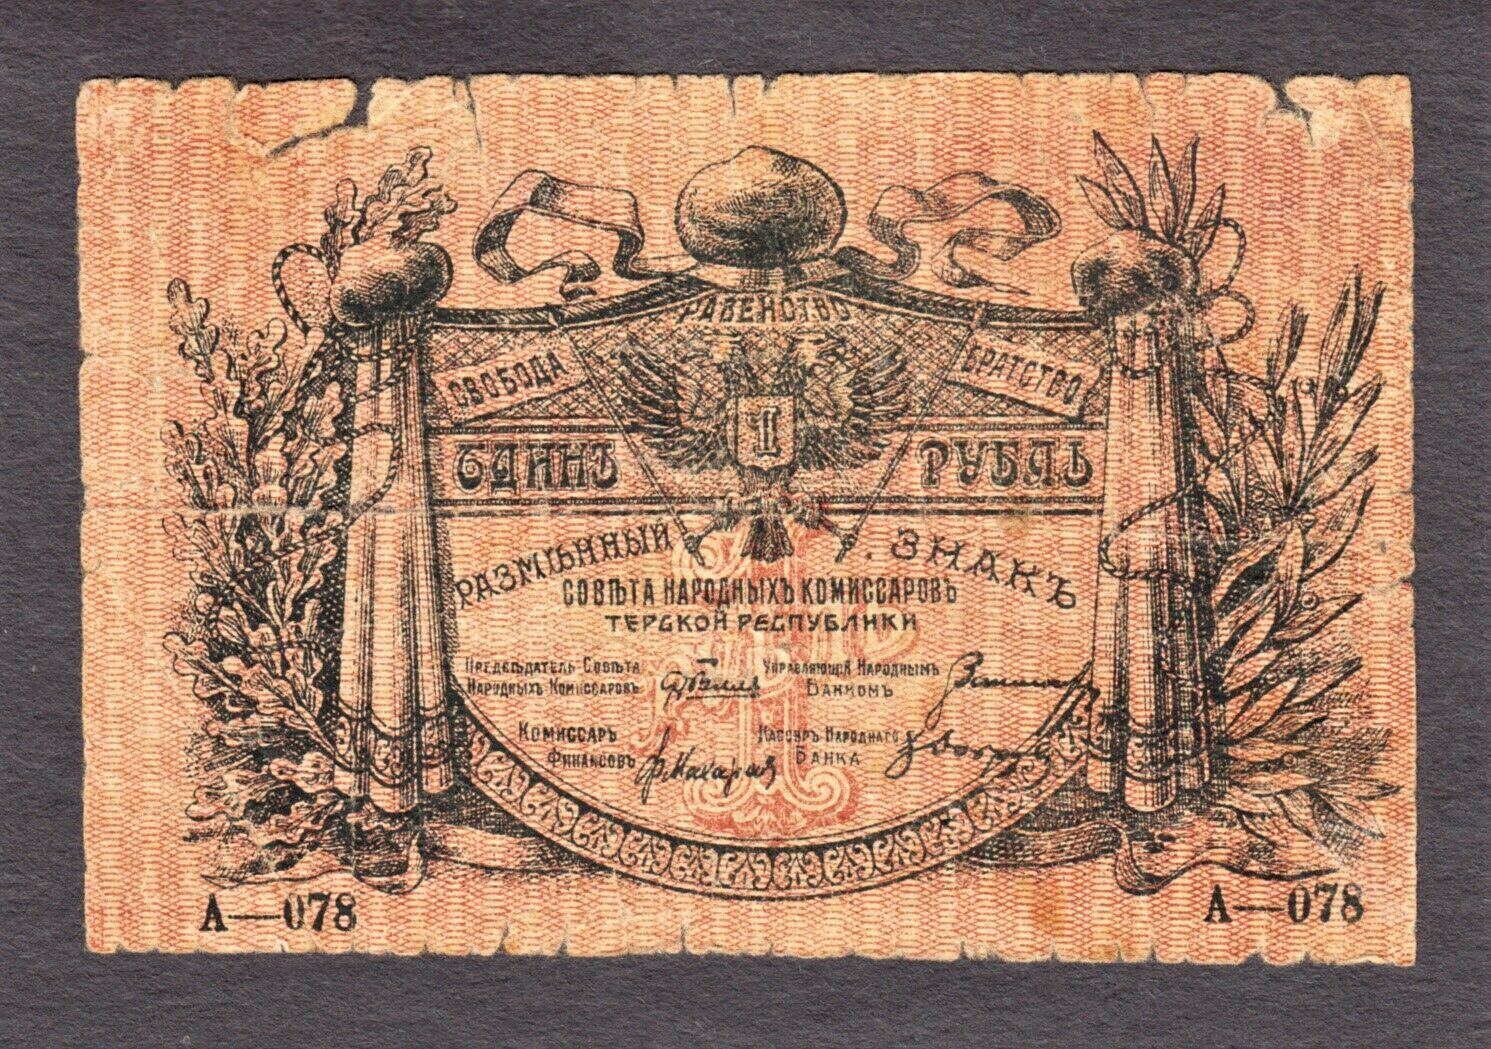 РАВЕНСТВО
СВОБОДА
БРАТСТВО
1
ОДИНЪ РУБЛЬ
РАЗМѢННЫЙ ЗНАКЪ
СОВѢТА НАРОДНЫХЪ КОМИССАРОВЪ
ТЕРСКОЙ РЕСПУБЛИКИ
ПРЕДСѢДАТЕЛЬ СОВѢТА
НАРОДНЫХЪ КОМИССАРОВЪ
УПРАВЛЯЮЩІЙ НАРОДНЫМЪ
БАНКОМЪ
КОМИССАРЪ
ФИНАНСОВЪ
КАССИРЪ НАРОДНАГО
БАНКА
А—078
А—078